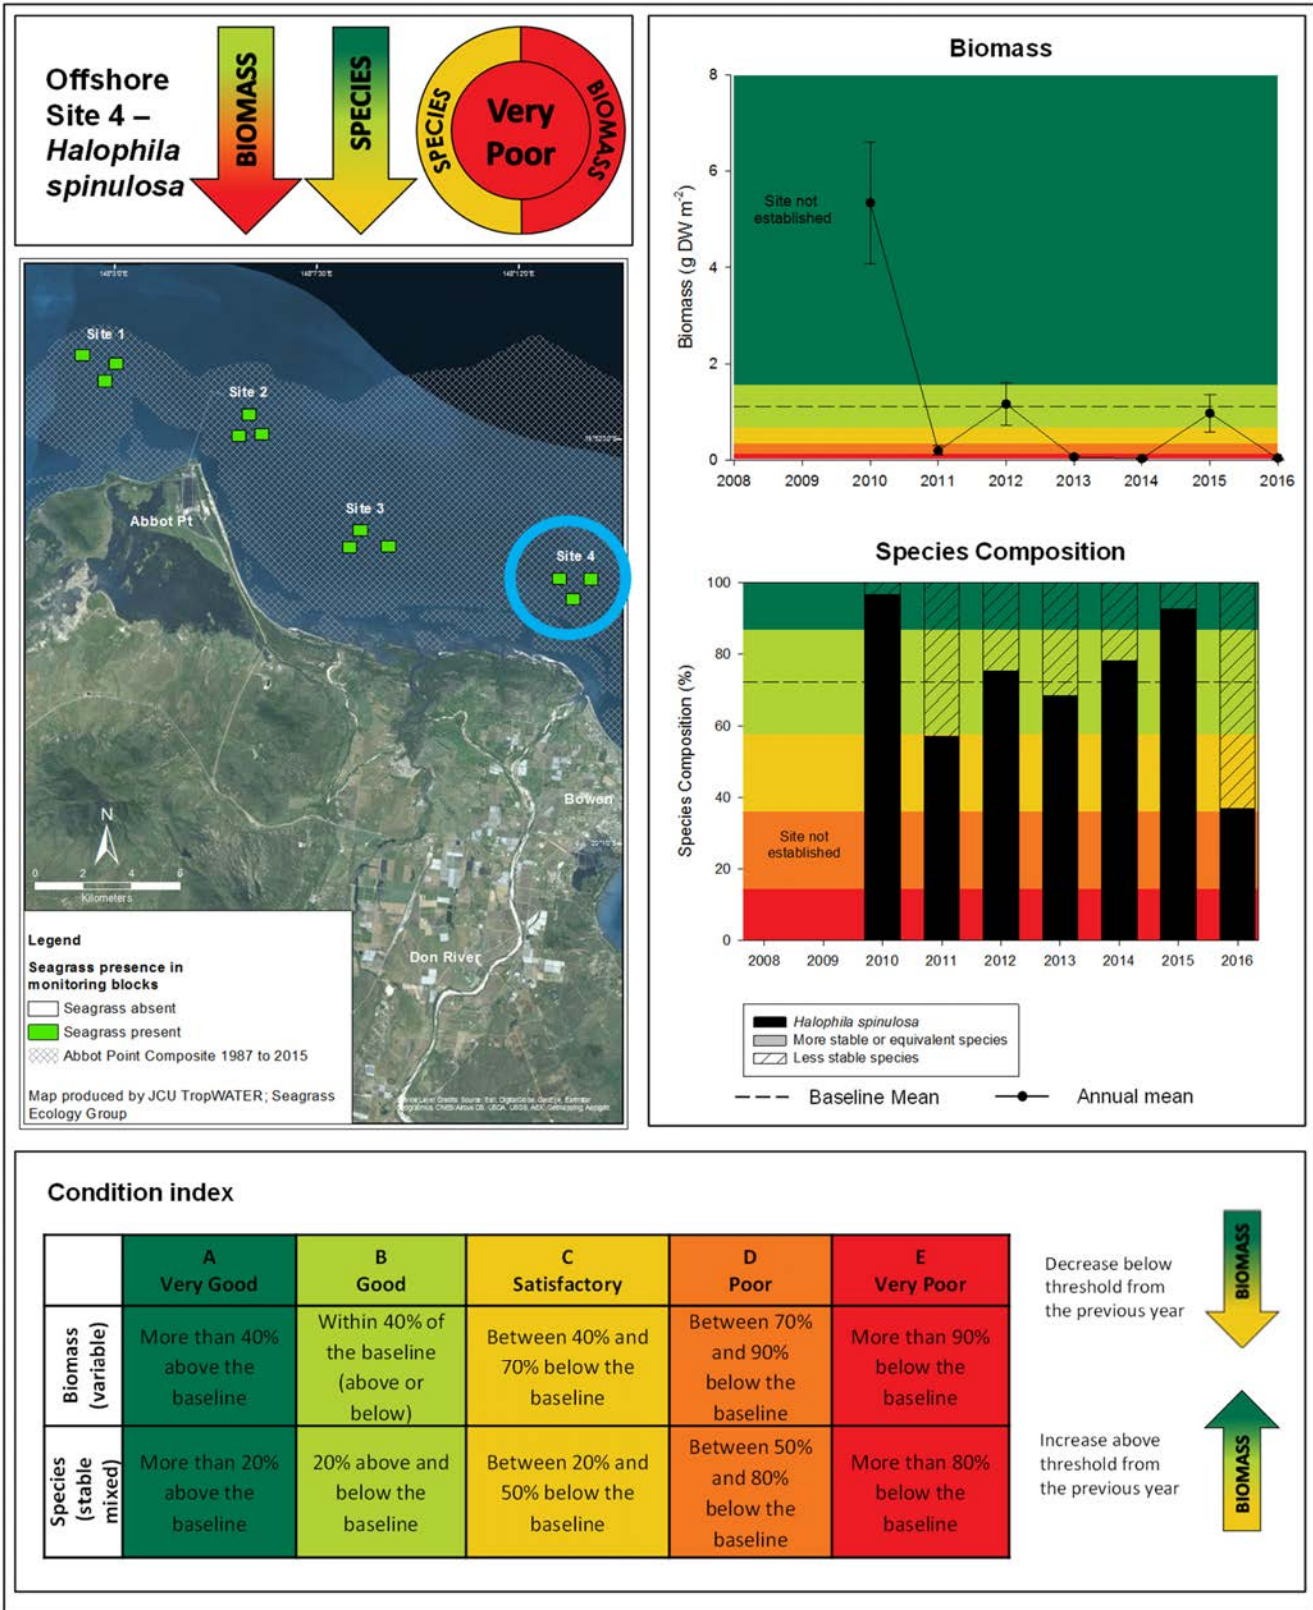 Offshore
Site 4 –
Halophila
spinulosa
BIOMASS
SPECIES
SPECIES
Very
Poor
BIOMASS
148°7'30"E
Site 1
Site 2
Site 3
Site 4
Abbot Pt
Bowen
Don River
N
0 2 4 6
Kilometers
Legend
Seagrass presence in
monitoring blocks
Seagrass absent
Seagrass present
Abbot Point Composite 1987 to 2015
Map produced by JCU TropWATER; Seagrass
Ecology Group
Biomass
Biomass (g DW m-2)
8
6
4
2
0
Site not
established
2008 2009 2010 2011 2012 2013 2014 2015 2016
Species Composition
Species Composition (%)
100
80
60
40
20
0
Site not
established
2008 2009 2010 2011 2012 2013 2014 2015 2016
Halophila spinulosa
More stable or equivalent species
Less stable species
Baseline Mean
Annual mean
Condition index
A
Very Good
B
Good
C
Satisfactory
D
Poor
E
Very Poor
Biomass
(variable)
More than 40%
above the
baseline
Within 40% of
the baseline
(above or
below)
Between 40% and
70% below the
baseline
Between 70%
and 90%
below the
baseline
More than 90%
below the
baseline
Species
(stable
mixed)
More than 20%
above the
baseline
20% above and
below the
baseline
Between 20% and
50% below the
baseline
Between 50%
and 80%
below the
baseline
More than 80%
below the
baseline
Decrease below
threshold from
the previous year
BIOMASS
Increase above
threshold from
the previous year
BIOMASS